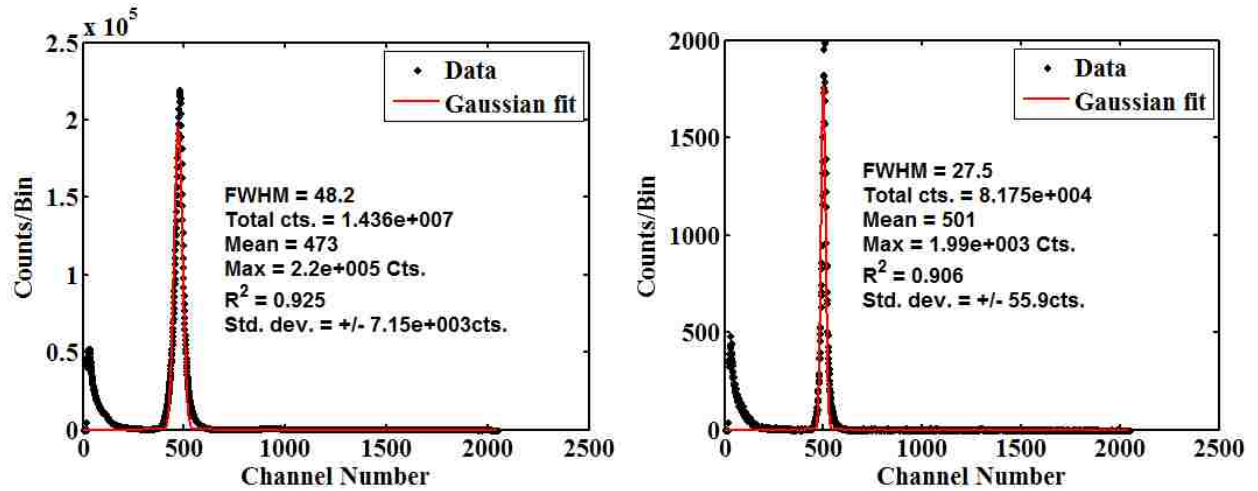 x 10^5
2.5
2
1.5
1
0.5
0
0 500 1000 1500 2000 2500
Counts/Bin
Channel Number
Data
Gaussian fit
FWHM = 48.2
Total cts. = 1.436e+007
Mean = 473
Max = 2.2e+005 Cts.
R^2 = 0.925
Std. dev. = +/- 7.15e+003cts.
2000
1500
1000
500
0
0 500 1000 1500 2000 2500
Counts/Bin
Channel Number
Data
Gaussian fit
FWHM = 27.5
Total cts. = 8.175e+004
Mean = 501
Max = 1.99e+003 Cts.
R^2 = 0.906
Std. dev. = +/- 55.9cts.